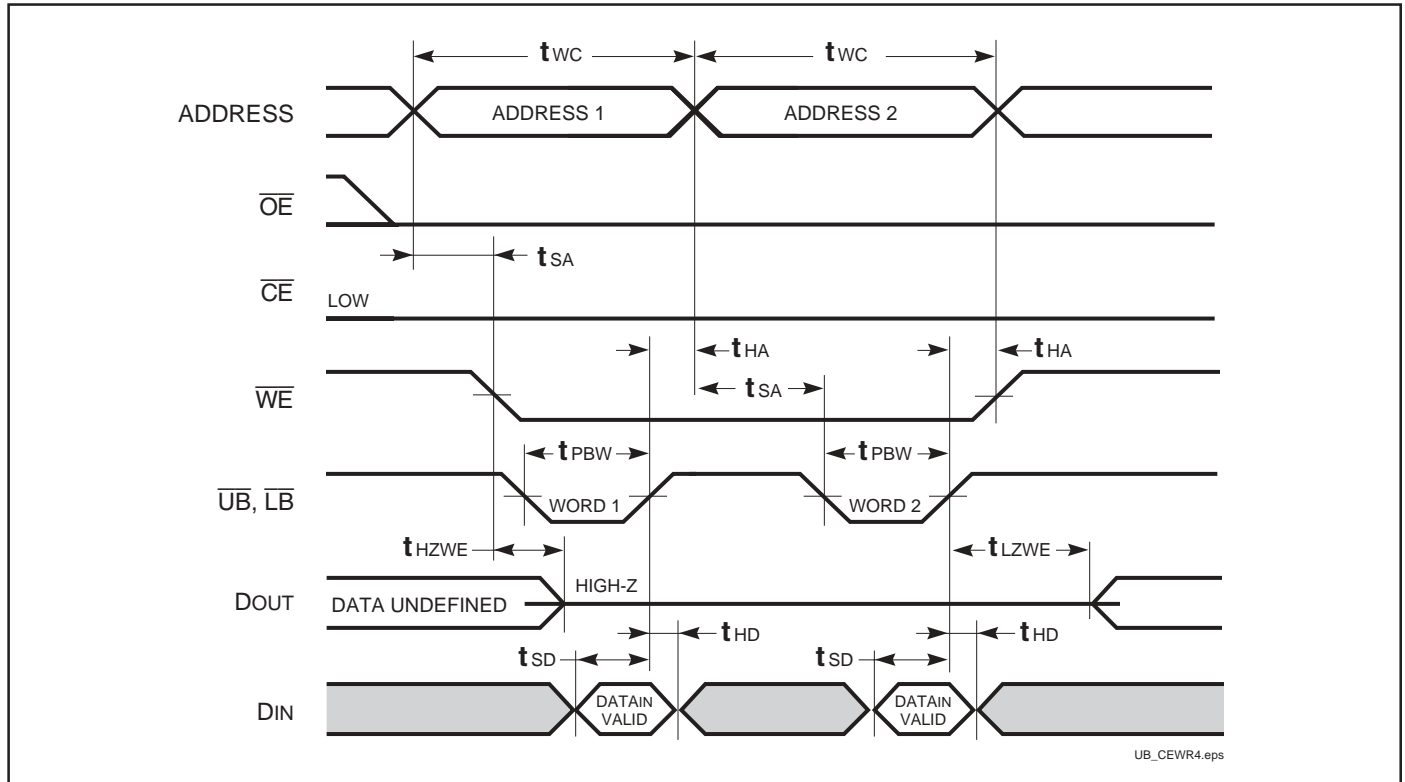 tWC tWC
ADDRESS ADDRESS 1 ADDRESS 2
OE
tSA
CE LOW
tHA tHA
WE tSA
tPBW tPBW
UB, LB WORD 1 WORD 2
tHZWE tLZWE
DOUT DATA UNDEFINED HIGH-Z
tHD tHD
tSD tSD
DIN DATAIN VALID DATAIN VALID
UB_CEWR4.eps